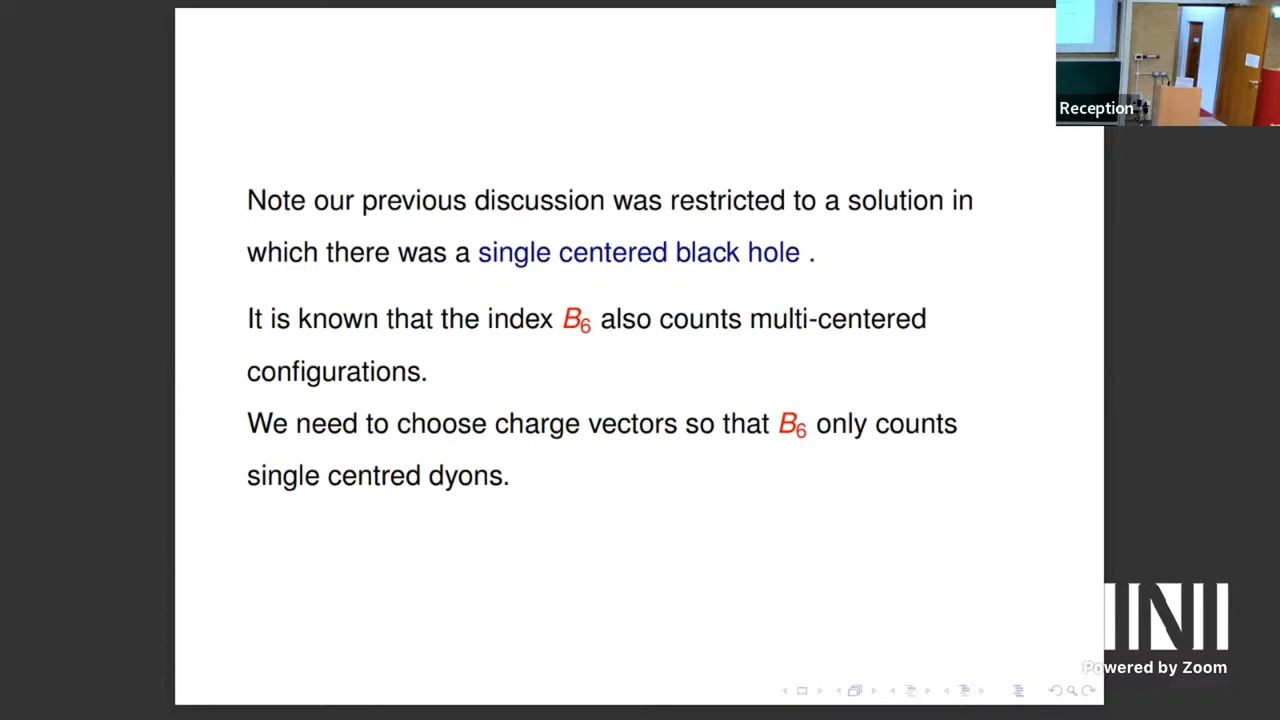 Reception
Note our previous discussion was restricted to a solution in
which there was a single centered black hole .
It is known that the index B₆ also counts multi-centered
configurations.
We need to choose charge vectors so that B₆ only counts
single centred dyons.
INI
Powered by Zoom